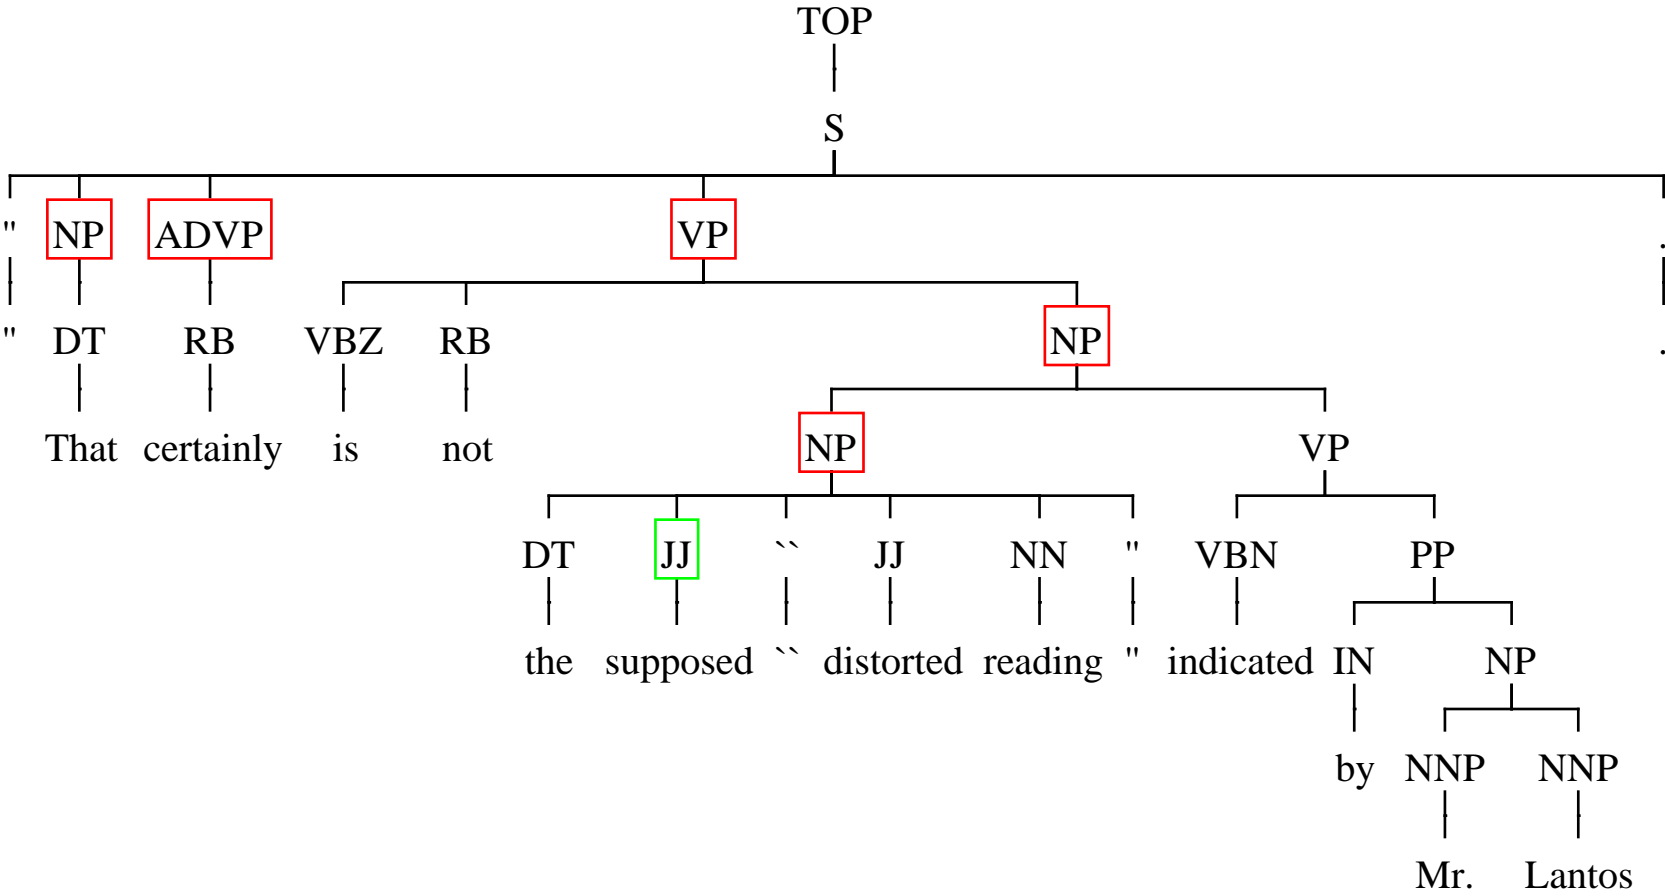 TOP
S
" NP ADVP VP .
" DT RB VBZ RB NP .
That certainly is not NP VP
DT JJ `` JJ NN " VBN PP
the supposed `` distorted reading " indicated IN NP
by NNP NNP
Mr. Lantos